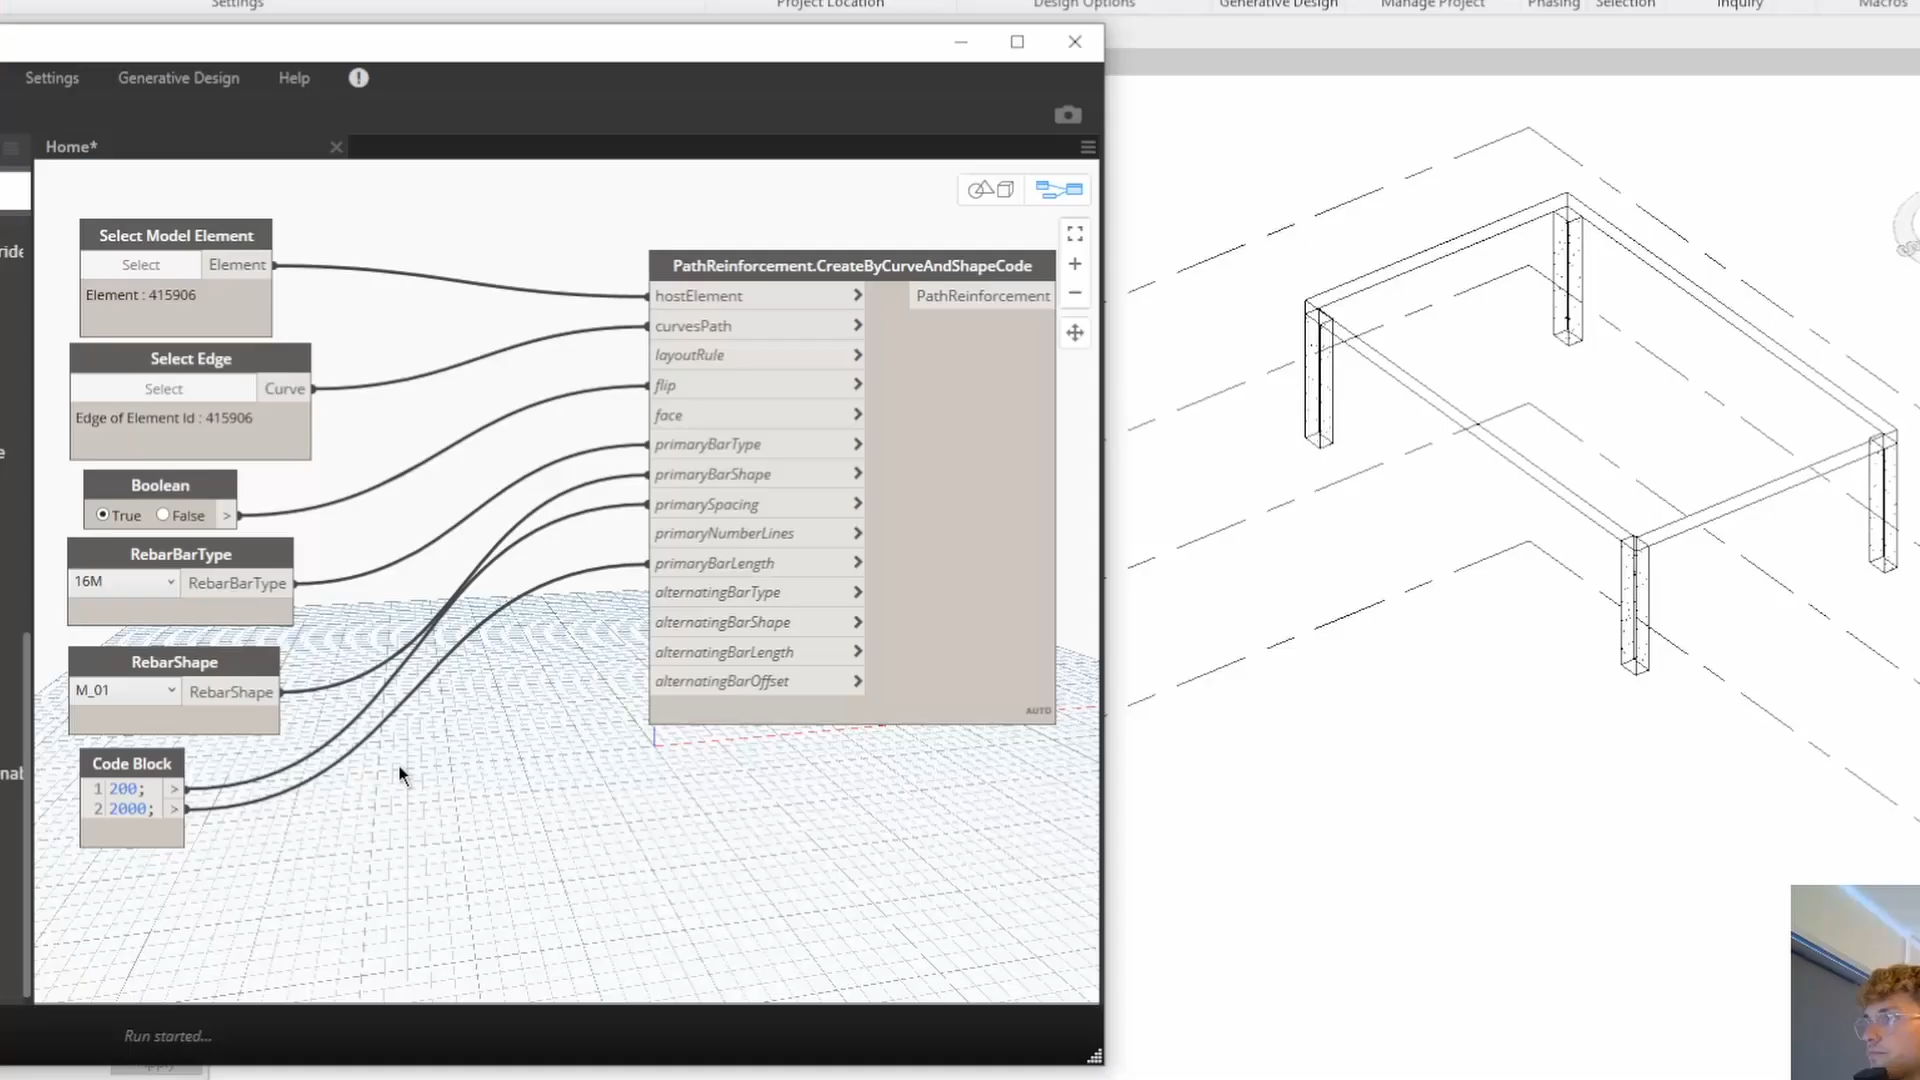 Settings
Project Location
Design Options
Generative Design
Manage Project
Phasing
Selection
Inquiry
Macros
Settings
Generative Design
Help
Home*
Select Model Element
Select
Element
Element : 415906
Select Edge
Select
Curve
Edge of Element Id : 415906
Boolean
True
False
>
RebarBarType
16M
RebarBarType
RebarShape
M_01
RebarShape
Code Block
1 200; >
2 2000; >
PathReinforcement.CreateByCurveAndShapeCode
hostElement
PathReinforcement
curvesPath
layoutRule
flip
face
primaryBarType
primaryBarShape
primarySpacing
primaryNumberLines
primaryBarLength
alternatingBarType
alternatingBarShape
alternatingBarLength
alternatingBarOffset
AUTO
Run started...